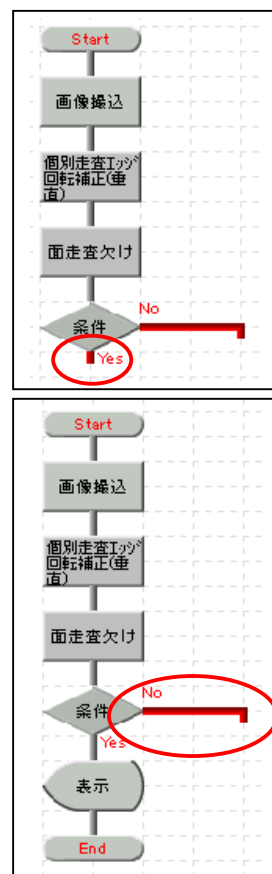 Start
画像撮込
個別走査ｴｯｼﾞ
回転補正(垂
直)
面走査欠け
条件
No
Yes
Start
画像撮込
個別走査ｴｯｼﾞ
回転補正(垂
直)
面走査欠け
条件
No
Yes
表示
End